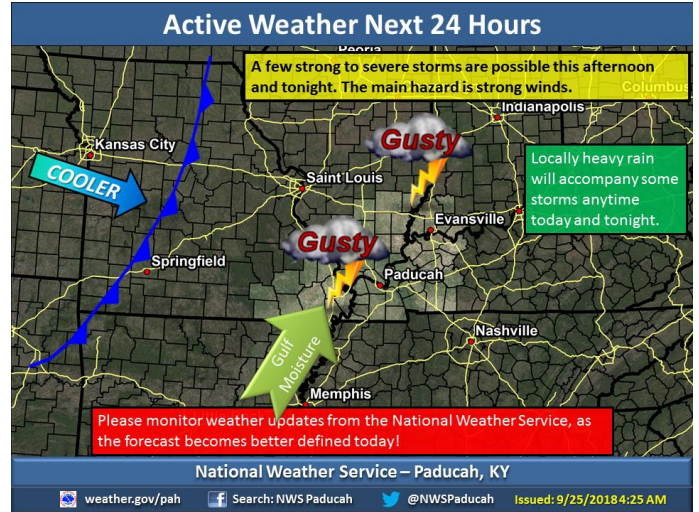 Active Weather Next 24 Hours
Peoria
A few strong to severe storms are possible this afternoon
and tonight. The main hazard is strong winds.
Columbus
Indianapolis
Kansas City
Gusty
COOLER
Locally heavy rain
will accompany some
storms anytime
today and tonight.
Saint Louis
Evansville
Gusty
Springfield
Paducah
Gulf
Moisture
Nashville
Memphis
Please monitor weather updates from the National Weather Service, as
the forecast becomes better defined today!
National Weather Service – Paducah, KY
weather.gov/pah
Search: NWS Paducah
@NWSPaducah
Issued: 9/25/2018 4:25 AM